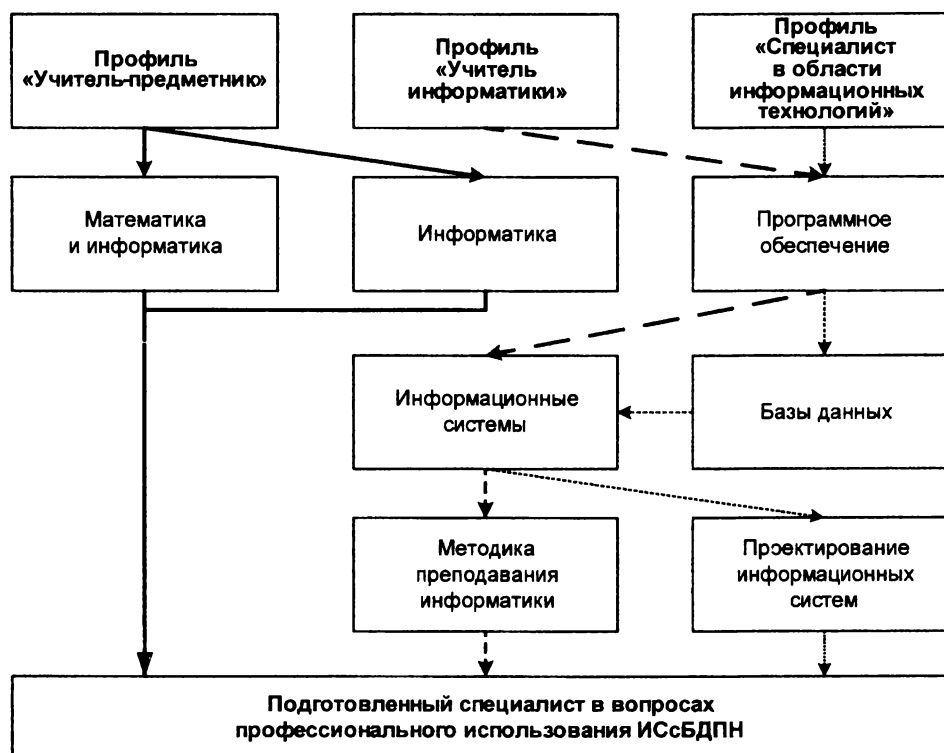 Профиль
«Учитель-предметник»
Профиль
«Учитель
информатики»
Профиль
«Специалист
в области
информационных
технологий»
Математика
и информатика
Информатика
Программное
обеспечение
Информационные
системы
Базы данных
Методика
преподавания
информатики
Проектирование
информационных
систем
Подготовленный специалист в вопросах
профессионального использования ИСсБДПН